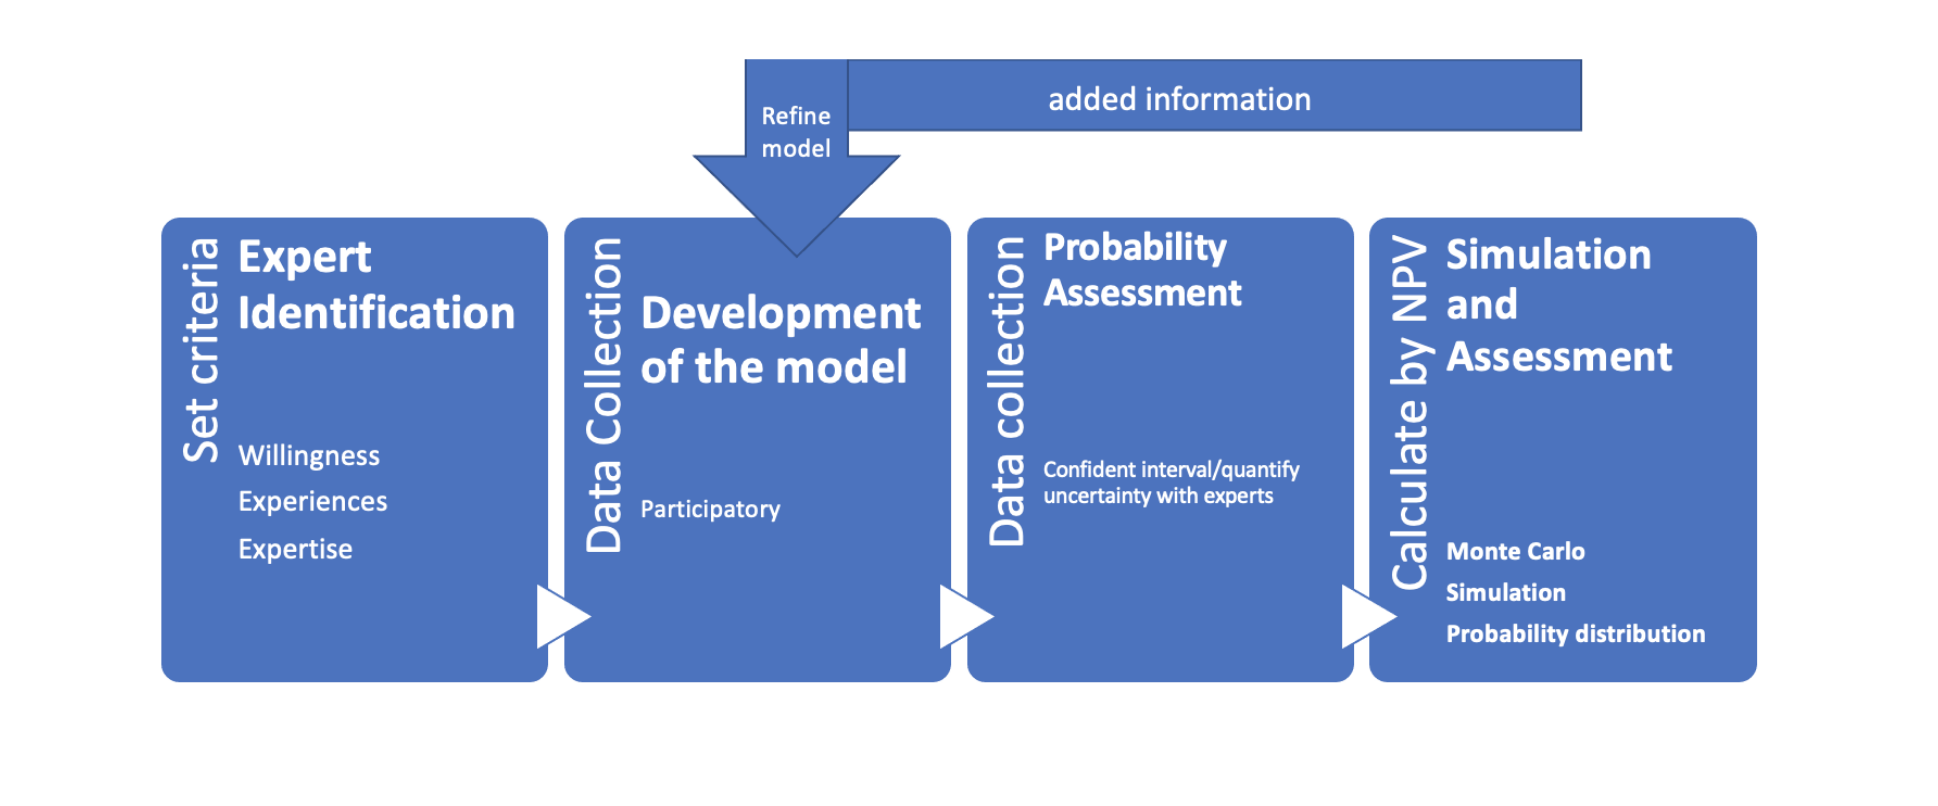 added information
Refine
model
Set criteria
Expert
Identification
Willingness
Experiences
Expertise
Data Collection
Development
of the model
Participatory
Data collection
Probability
Assessment
Confident interval/quantify
uncertainty with experts
Calculate by NPV
Simulation
and
Assessment
Monte Carlo
Simulation
Probability distribution